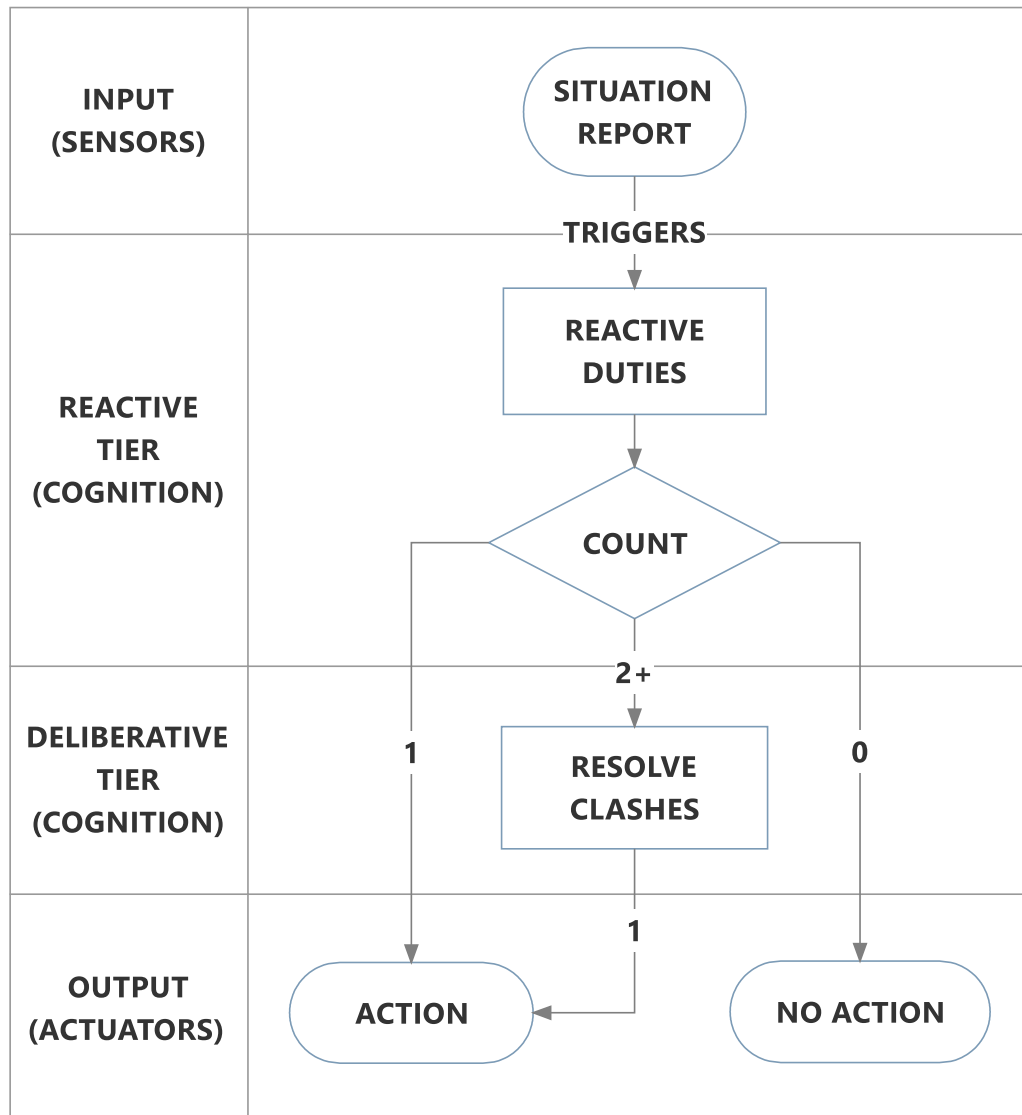 INPUT
(SENSORS)
SITUATION
REPORT
TRIGGERS
REACTIVE
TIER
(COGNITION)
REACTIVE
DUTIES
COUNT
2+
DELIBERATIVE
TIER
(COGNITION)
1
RESOLVE
CLASHES
0
1
OUTPUT
(ACTUATORS)
ACTION
NO ACTION